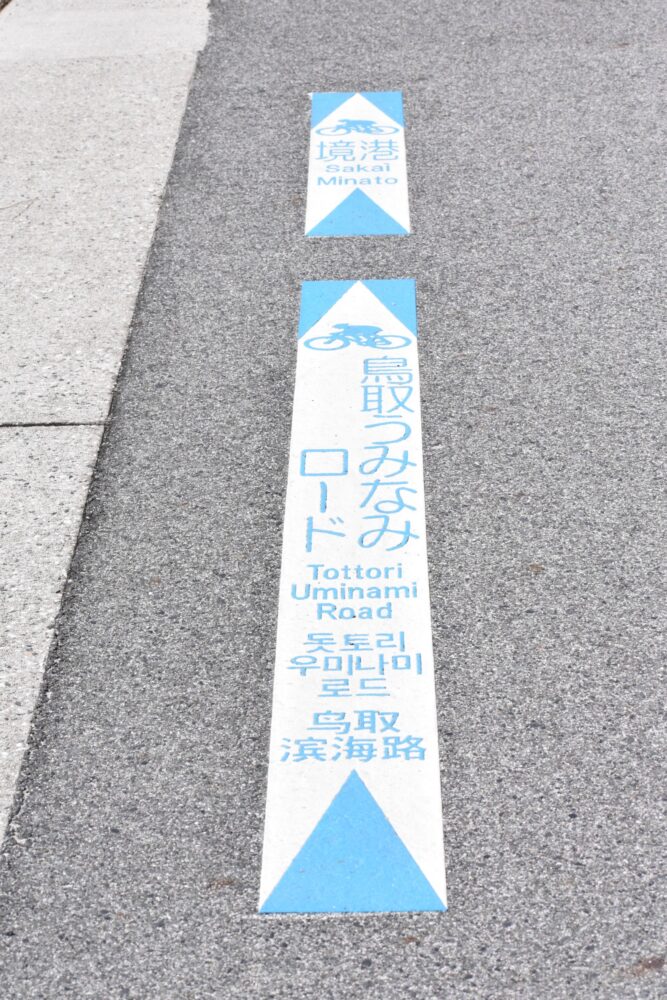 境港
Sakai
Minato
鳥取うみなみ
ロード
Tottori
Uminami
Road
돗토리
우미나미
로드
鸟取
滨海路